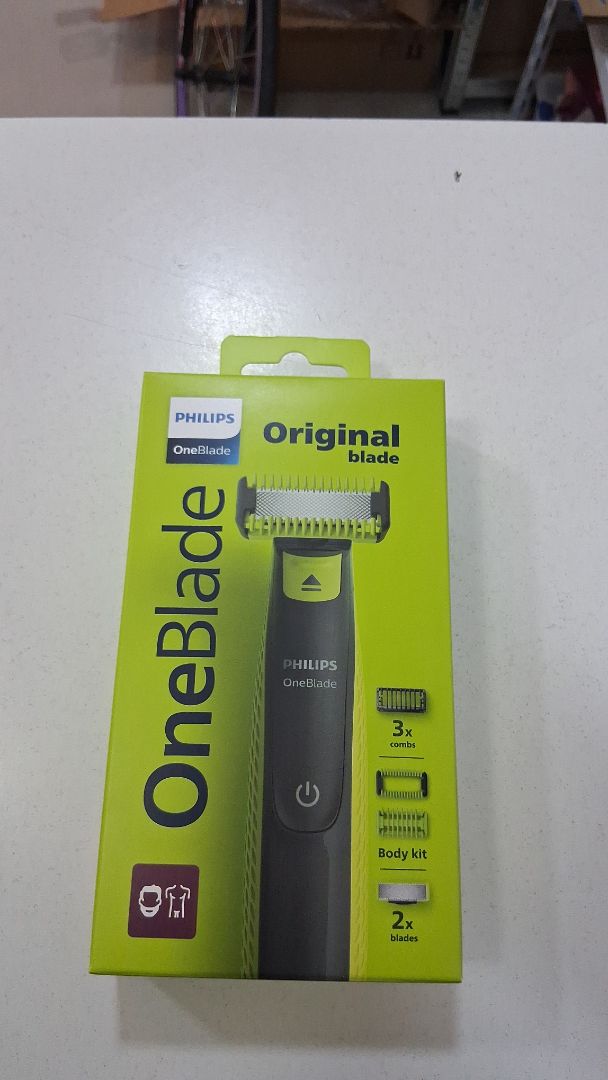 PHILIPS
OneBlade
Original
blade
OneBlade
PHILIPS
OneBlade
3x
combs
Body kit
2x
blades